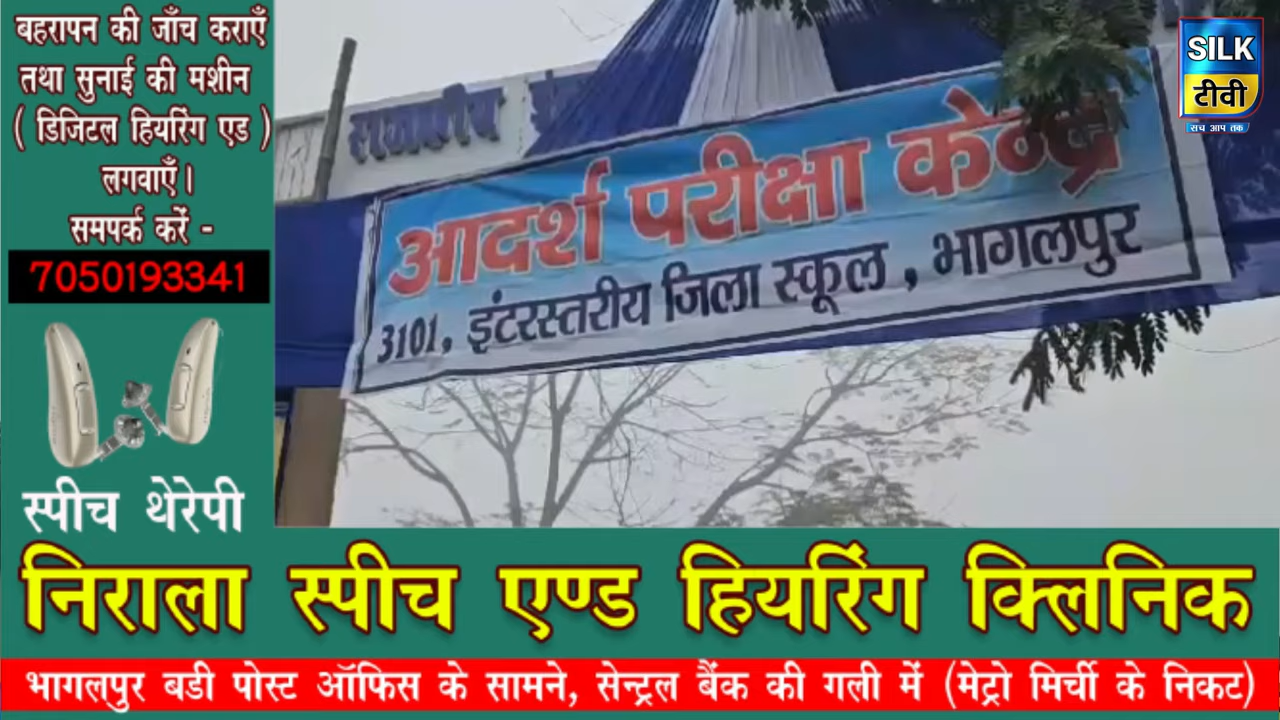 बहरापन की जाँच कराएँ
तथा सुनाई की मशीन
( डिजिटल हियरिंग एड )
लगवाएँ।
समपर्क करें -
7050193341
स्पीच थेरेपी
राजकीय
आदर्श परीक्षा केन्द्र
3101, इंटरस्तरीय जिला स्कूल , भागलपुर
SILK
टीवी
सच आप तक
निराला स्पीच एण्ड हियरिंग क्लिनिक
भागलपुर बडी पोस्ट ऑफिस के सामने, सेन्ट्रल बैंक की गली में (मेट्रो मिर्ची के निकट)